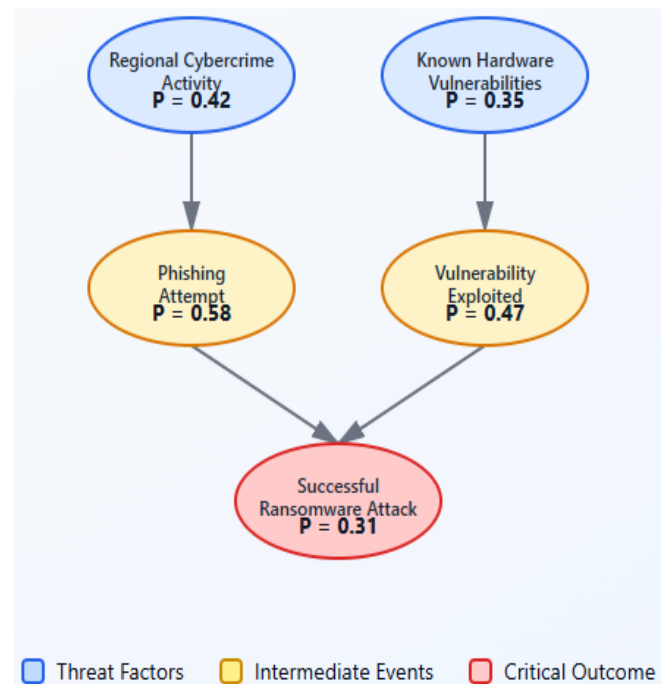 Regional Cybercrime
Activity
P = 0.42
Known Hardware
Vulnerabilities
P = 0.35
Phishing
Attempt
P = 0.58
Vulnerability
Exploited
P = 0.47
Successful
Ransomware Attack
P = 0.31
Threat Factors
Intermediate Events
Critical Outcome